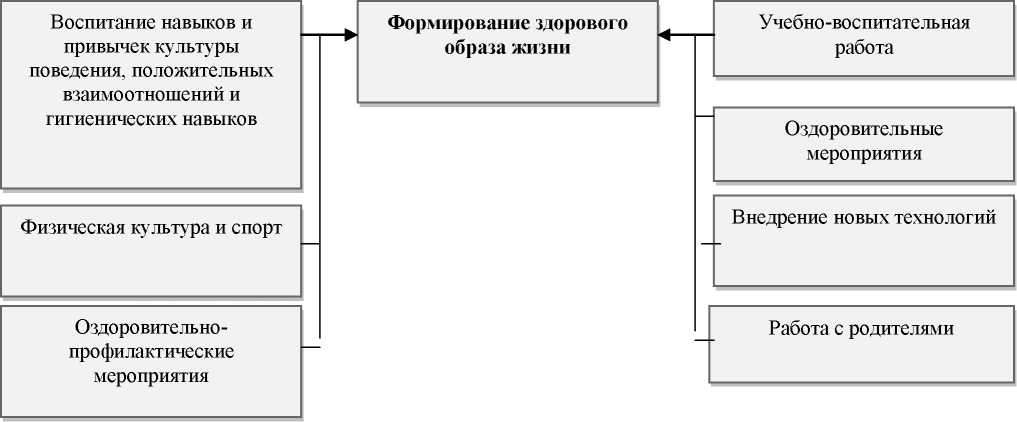 Воспитание навыков и
привычек культуры
поведения, положительных
взаимоотношений и
гигиенических навыков
Физическая культура и спорт
Оздоровительно-
профилактические
мероприятия
Формирование здорового
образа жизни
Учебно-воспитательная
работа
Оздоровительные
мероприятия
Внедрение новых технологий
Работа с родителями